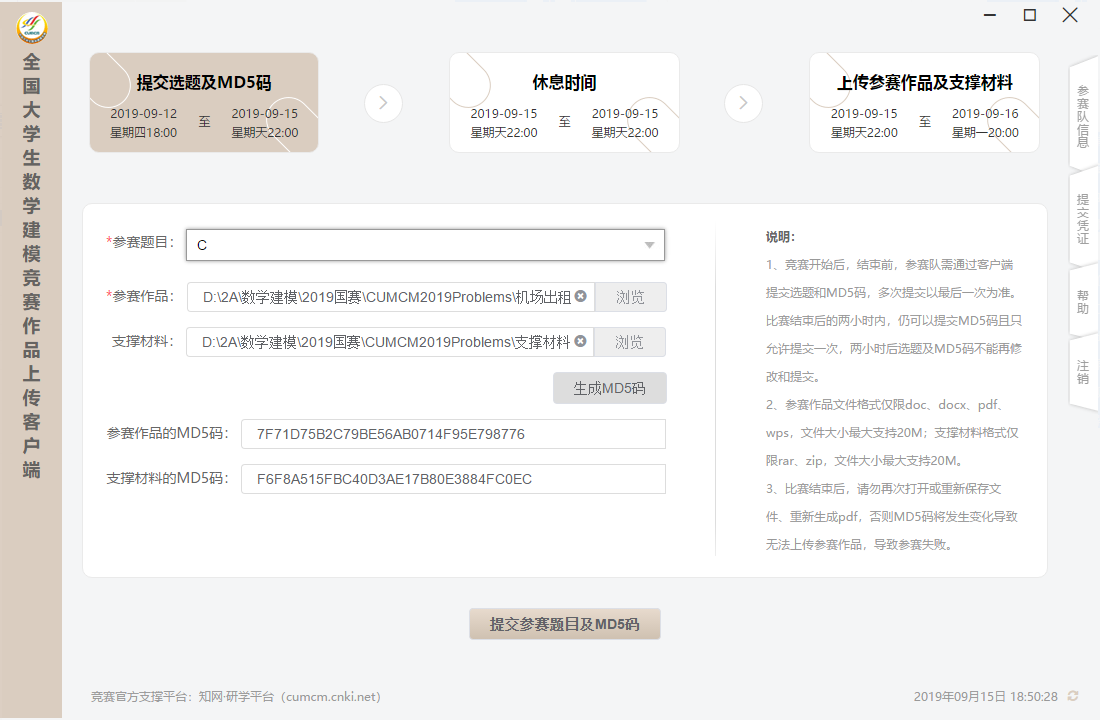 全国大学生数学建模竞赛作品上传客户端
提交选题及MD5码
2019-09-12 至 2019-09-15
星期四18:00 星期天22:00
休息时间
2019-09-15 至 2019-09-15
星期天22:00 星期天22:00
上传参赛作品及支撑材料
2019-09-15 至 2019-09-16
星期天22:00 星期一20:00
*参赛题目： C
*参赛作品： D:\2A\数学建模\2019国赛\CUMCM2019Problems\机场出租 浏览
支撑材料： D:\2A\数学建模\2019国赛\CUMCM2019Problems\支撑材料 浏览
生成MD5码
参赛作品的MD5码： 7F71D75B2C79BE56AB0714F95E798776
支撑材料的MD5码： F6F8A515FBC40D3AE17B80E3884FC0EC
说明：
1、竞赛开始后，结束前，参赛队需通过客户端
提交选题和MD5码，多次提交以最后一次为准。
比赛结束后的两小时内，仍可以提交MD5码且只
允许提交一次，两小时后选题及MD5码不能再修
改和提交。
2、参赛作品文件格式仅限doc、docx、pdf、
wps，文件大小最大支持20M；支撑材料格式仅
限rar、zip，文件大小最大支持20M。
3、比赛结束后，请勿再次打开或重新保存文
件、重新生成pdf，否则MD5码将发生变化导致
无法上传参赛作品，导致参赛失败。
参赛队信息
提交凭证
帮助
注销
提交参赛题目及MD5码
竞赛官方支撑平台：知网·研学平台（cumcm.cnki.net）
2019年09月15日 18:50:28